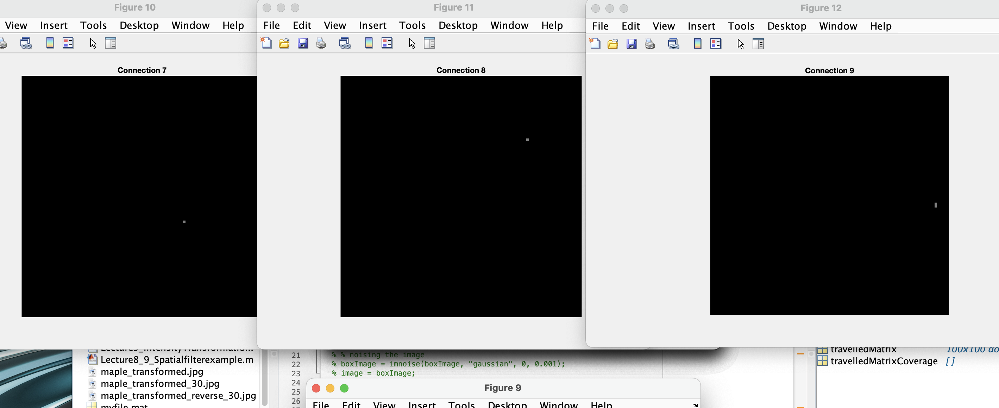 Figure 10
View Insert Tools Desktop Window Help
Connection 7
Figure 11
File Edit View Insert Tools Desktop Window Help
Connection 8
Figure 12
File Edit View Insert Tools Desktop Window Help
Connection 9
Lecture8_9_Spatialfilterexample.m
maple_transformed.jpg
maple_transformed_30.jpg
maple_transformed_reverse_30.jpg
myfile.mat
21 % % noising the image
22 % boxImage = imnoise(boxImage, "gaussian", 0, 0.001);
23 % image = boxImage;
24
25
26
Figure 9
File Edit View Insert Tools Desktop Window Help
travelledMatrix 100x100 do
travelledMatrixCoverage []